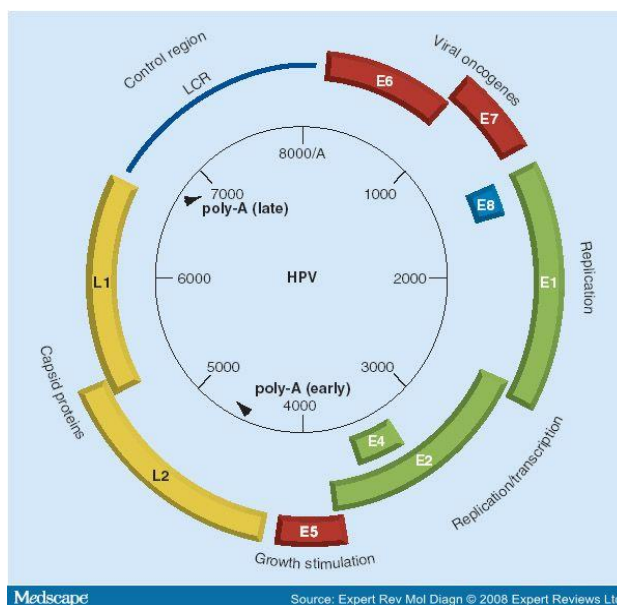 Control region
LCR
E6
Viral oncogenes
E7
8000/A
7000
1000
poly-A (late)
E8
L1
6000
HPV
2000
E1
Replication
5000
3000
poly-A (early)
4000
Capsid proteins
E4
E2
L2
Replication/transcription
E5
Growth stimulation
Medscape
Source: Expert Rev Mol Diagn © 2008 Expert Reviews Ltd